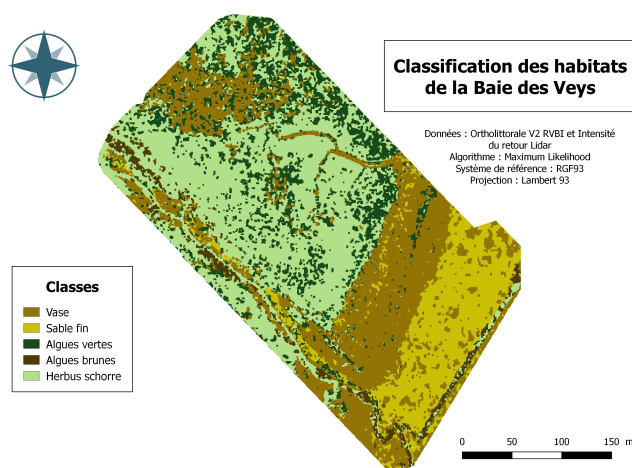 Classification des habitats
de la Baie des Veys
Données : Ortholittorale V2 RVBI et Intensité
du retour Lidar
Algorithme : Maximum Likelihood
Système de référence : RGF93
Projection : Lambert 93
Classes
Vase
Sable fin
Algues vertes
Algues brunes
Herbus schorre
0 50 100 150 m